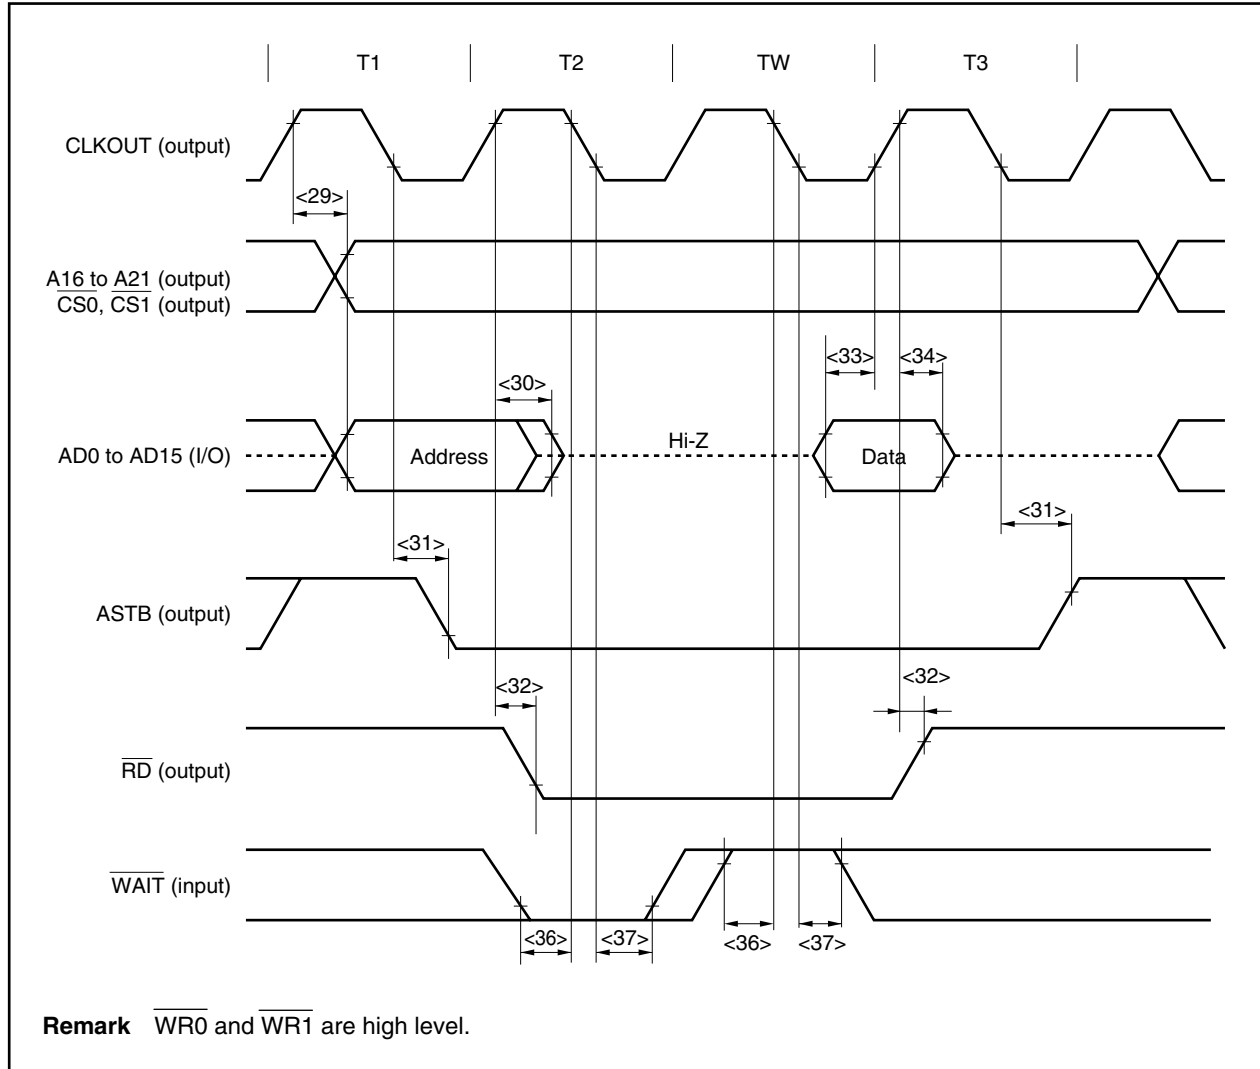 T1 T2 TW T3
CLKOUT (output)
<29>
A16 to A21 (output)
CS0, CS1 (output)
<33> <34>
<30>
Hi-Z
AD0 to AD15 (I/O)
Address
Data
<31>
<31>
ASTB (output)
<32>
<32>
RD (output)
WAIT (input)
<36> <37> <36> <37>
Remark WR0 and WR1 are high level.